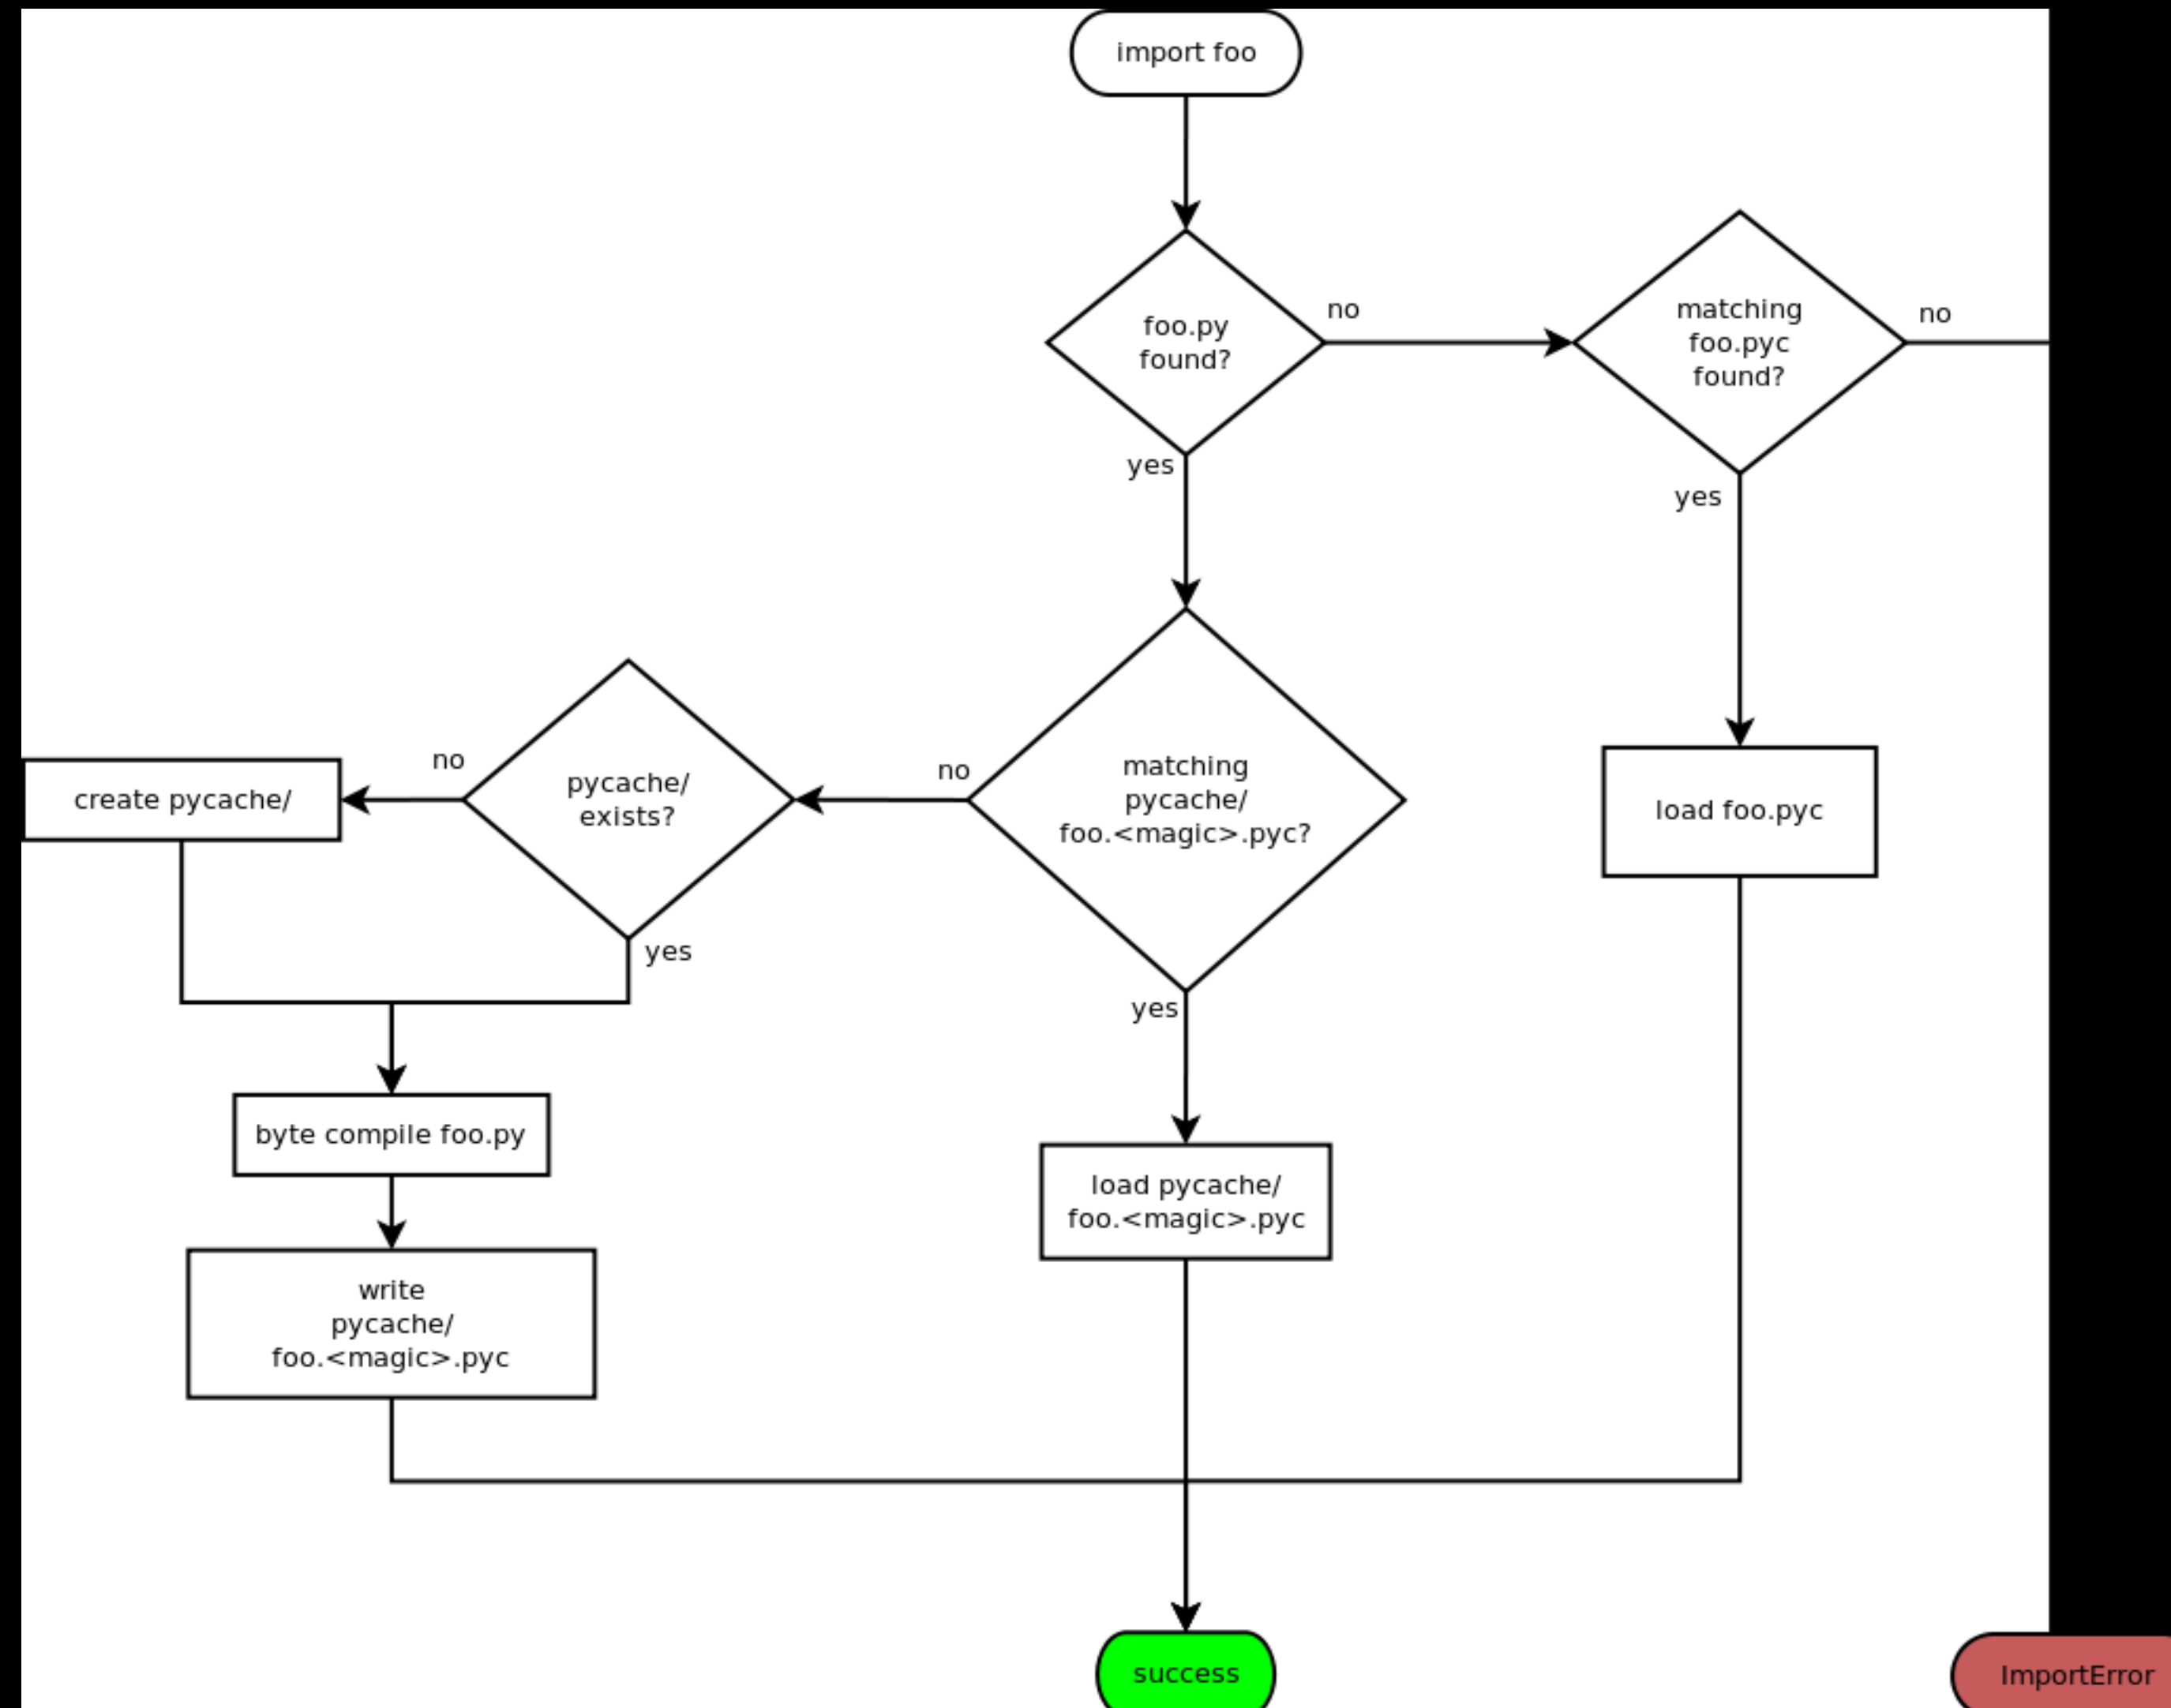 import foo
foo.py
found?
no
matching
foo.pyc
found?
no
yes
yes
matching
pycache/
foo.<magic>.pyc?
no
pycache/
exists?
no
create pycache/
load foo.pyc
yes
yes
byte compile foo.py
load pycache/
foo.<magic>.pyc
write
pycache/
foo.<magic>.pyc
success
ImportError